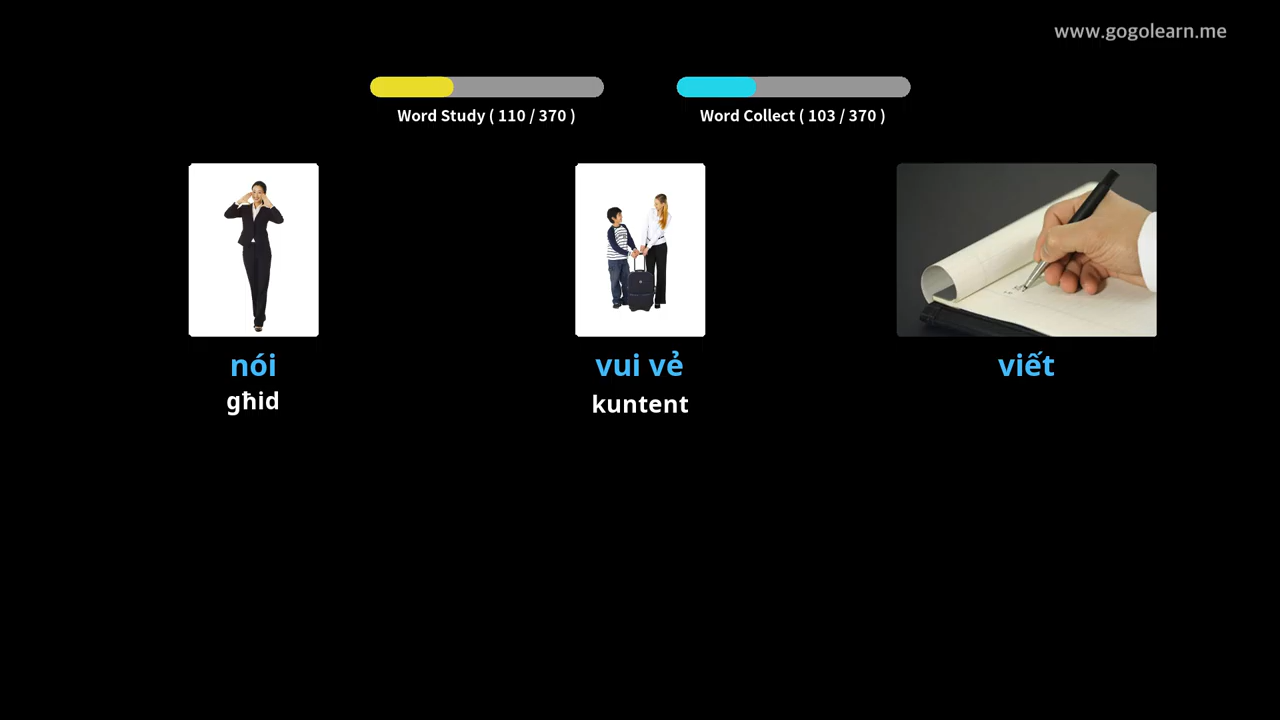 www.gogolearn.me
Word Study ( 110 / 370 )
Word Collect ( 103 / 370 )
nói
vui vẻ
viết
għid
kuntent